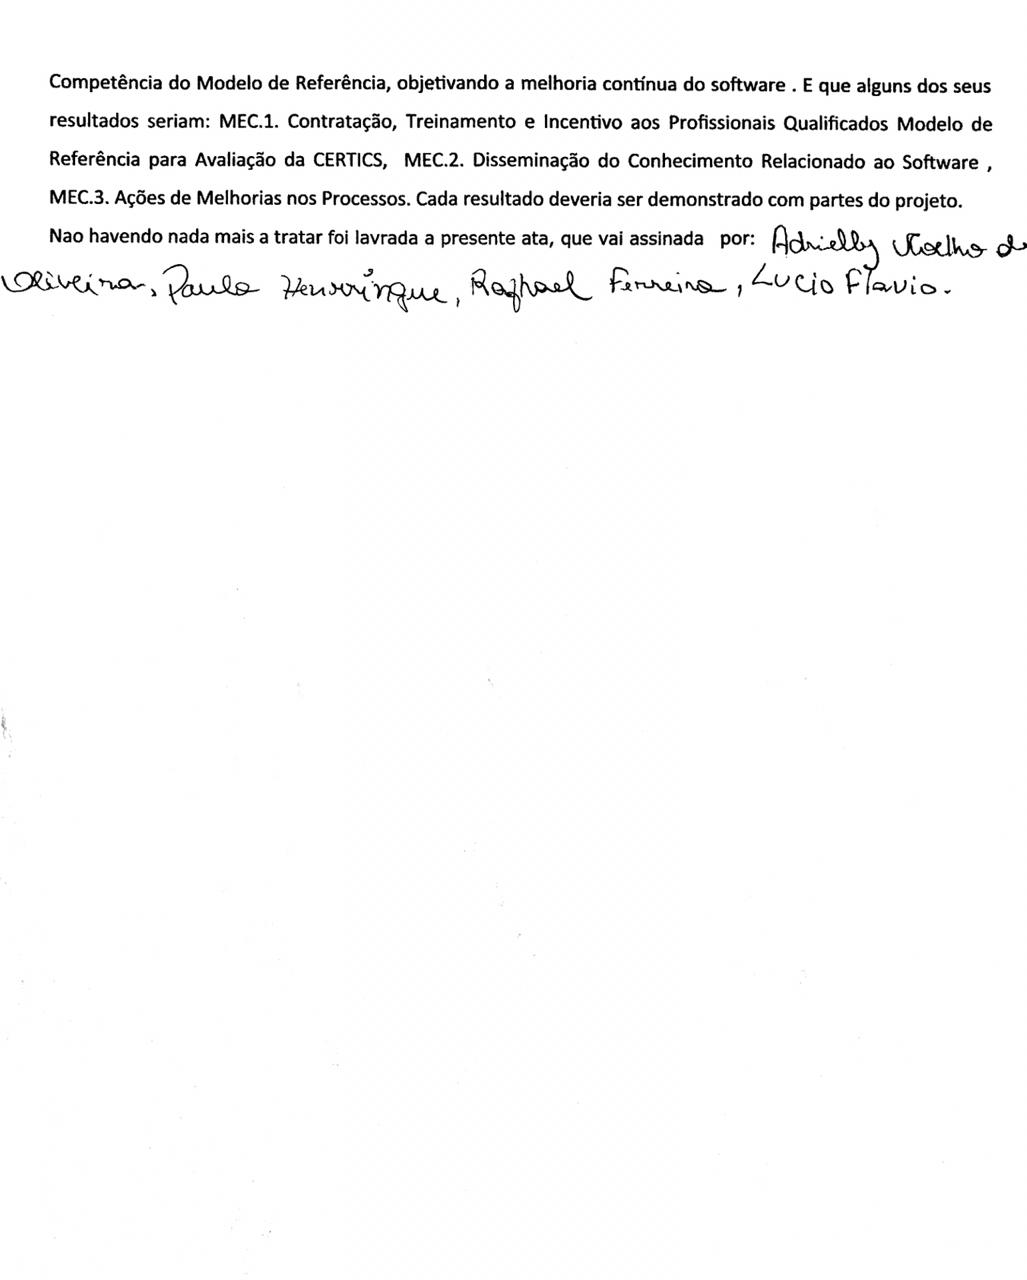 Competência do Modelo de Referência, objetivando a melhoria contínua do software . E que alguns dos seus
resultados seriam: MEC.1. Contratação, Treinamento e Incentivo aos Profissionais Qualificados Modelo de
Referência para Avaliação da CERTICS, MEC.2. Disseminação do Conhecimento Relacionado ao Software ,
MEC.3. Ações de Melhorias nos Processos. Cada resultado deveria ser demonstrado com partes do projeto.
Nao havendo nada mais a tratar foi lavrada a presente ata, que vai assinada por: Adrielly Coelho de
Oliveira, Paulo Henrrinque, Raphael Ferreira, Lucio Flavio.